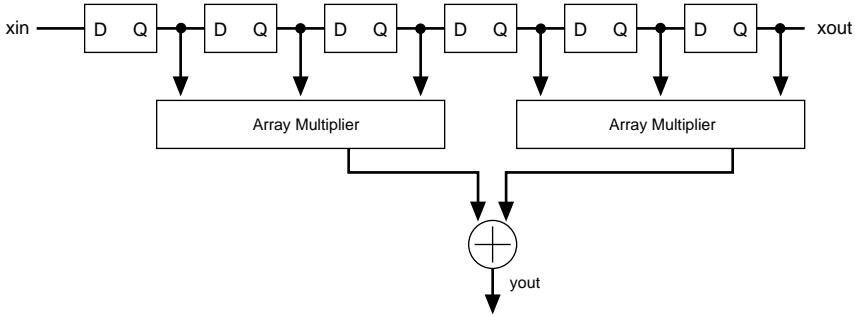 xin D Q D Q D Q D Q D Q D Q xout
Array Multiplier Array Multiplier
yout